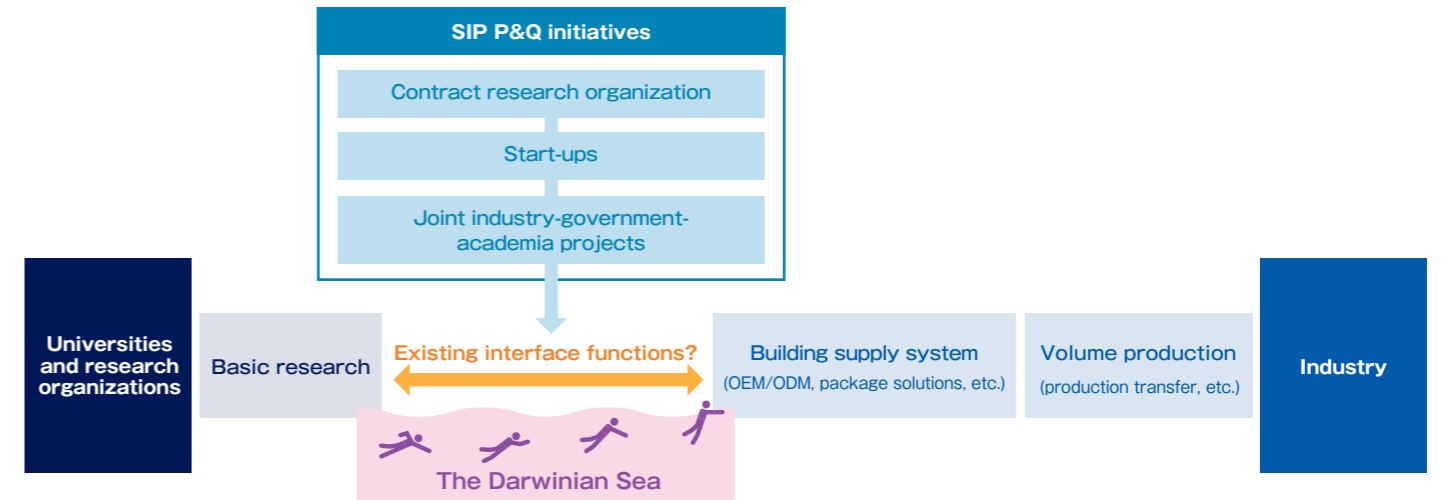 SIP P&Q initiatives
Contract research organization
Start-ups
Joint industry-government-
academia projects
Universities
and research
organizations
Basic research
Existing interface functions?
Building supply system
(OEM/ODM, package solutions, etc.)
Volume production
(production transfer, etc.)
Industry
The Darwinian Sea